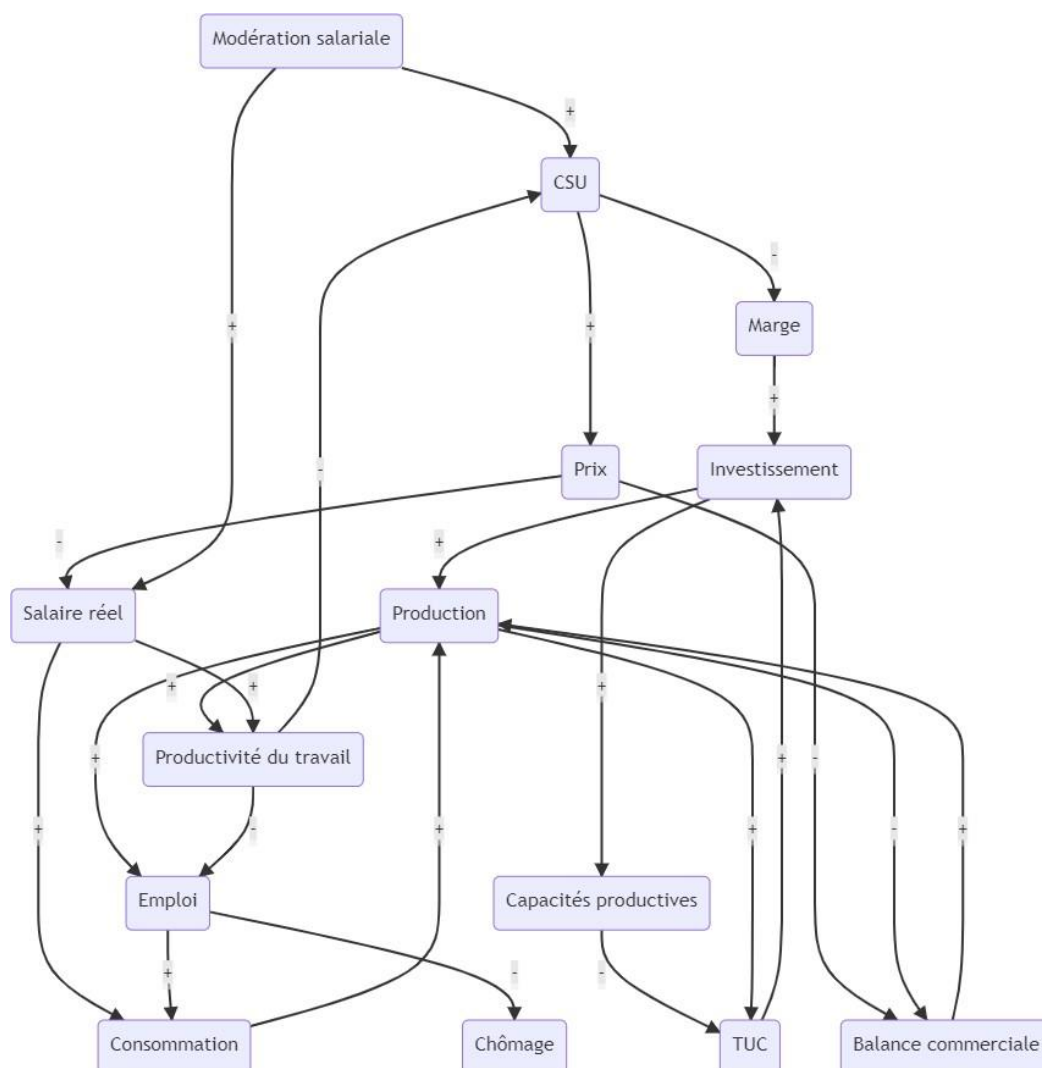 Modération salariale
+
CSU
-
Marge
+
+
+
-
Prix
Investissement
-
+
Salaire réel
Production
+
+
+
+
-
+
Productivité du travail
+
-
+
+
-
+
Emploi
Capacités productives
+
-
-
Consommation
Chômage
TUC
Balance commerciale